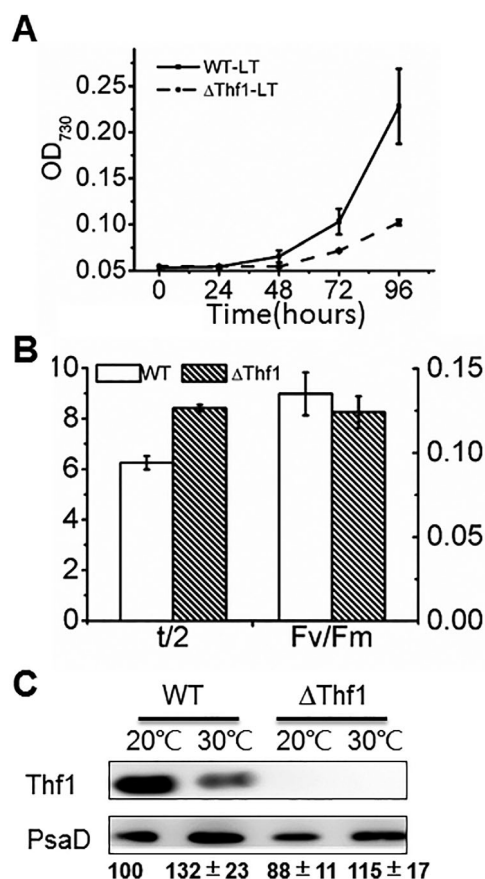 A
WT-LT
ΔThf1-LT
OD730
0.25
0.20
0.15
0.10
0.05
0 24 48 72 96
Time(hours)
B
WT ΔThf1
10
8
6
4
2
0
0.15
0.10
0.05
0.00
t/2 Fv/Fm
C
WT ΔThf1
20°C 30°C 20°C 30°C
Thf1
PsaD
100 132 ± 23 88 ± 11 115 ± 17